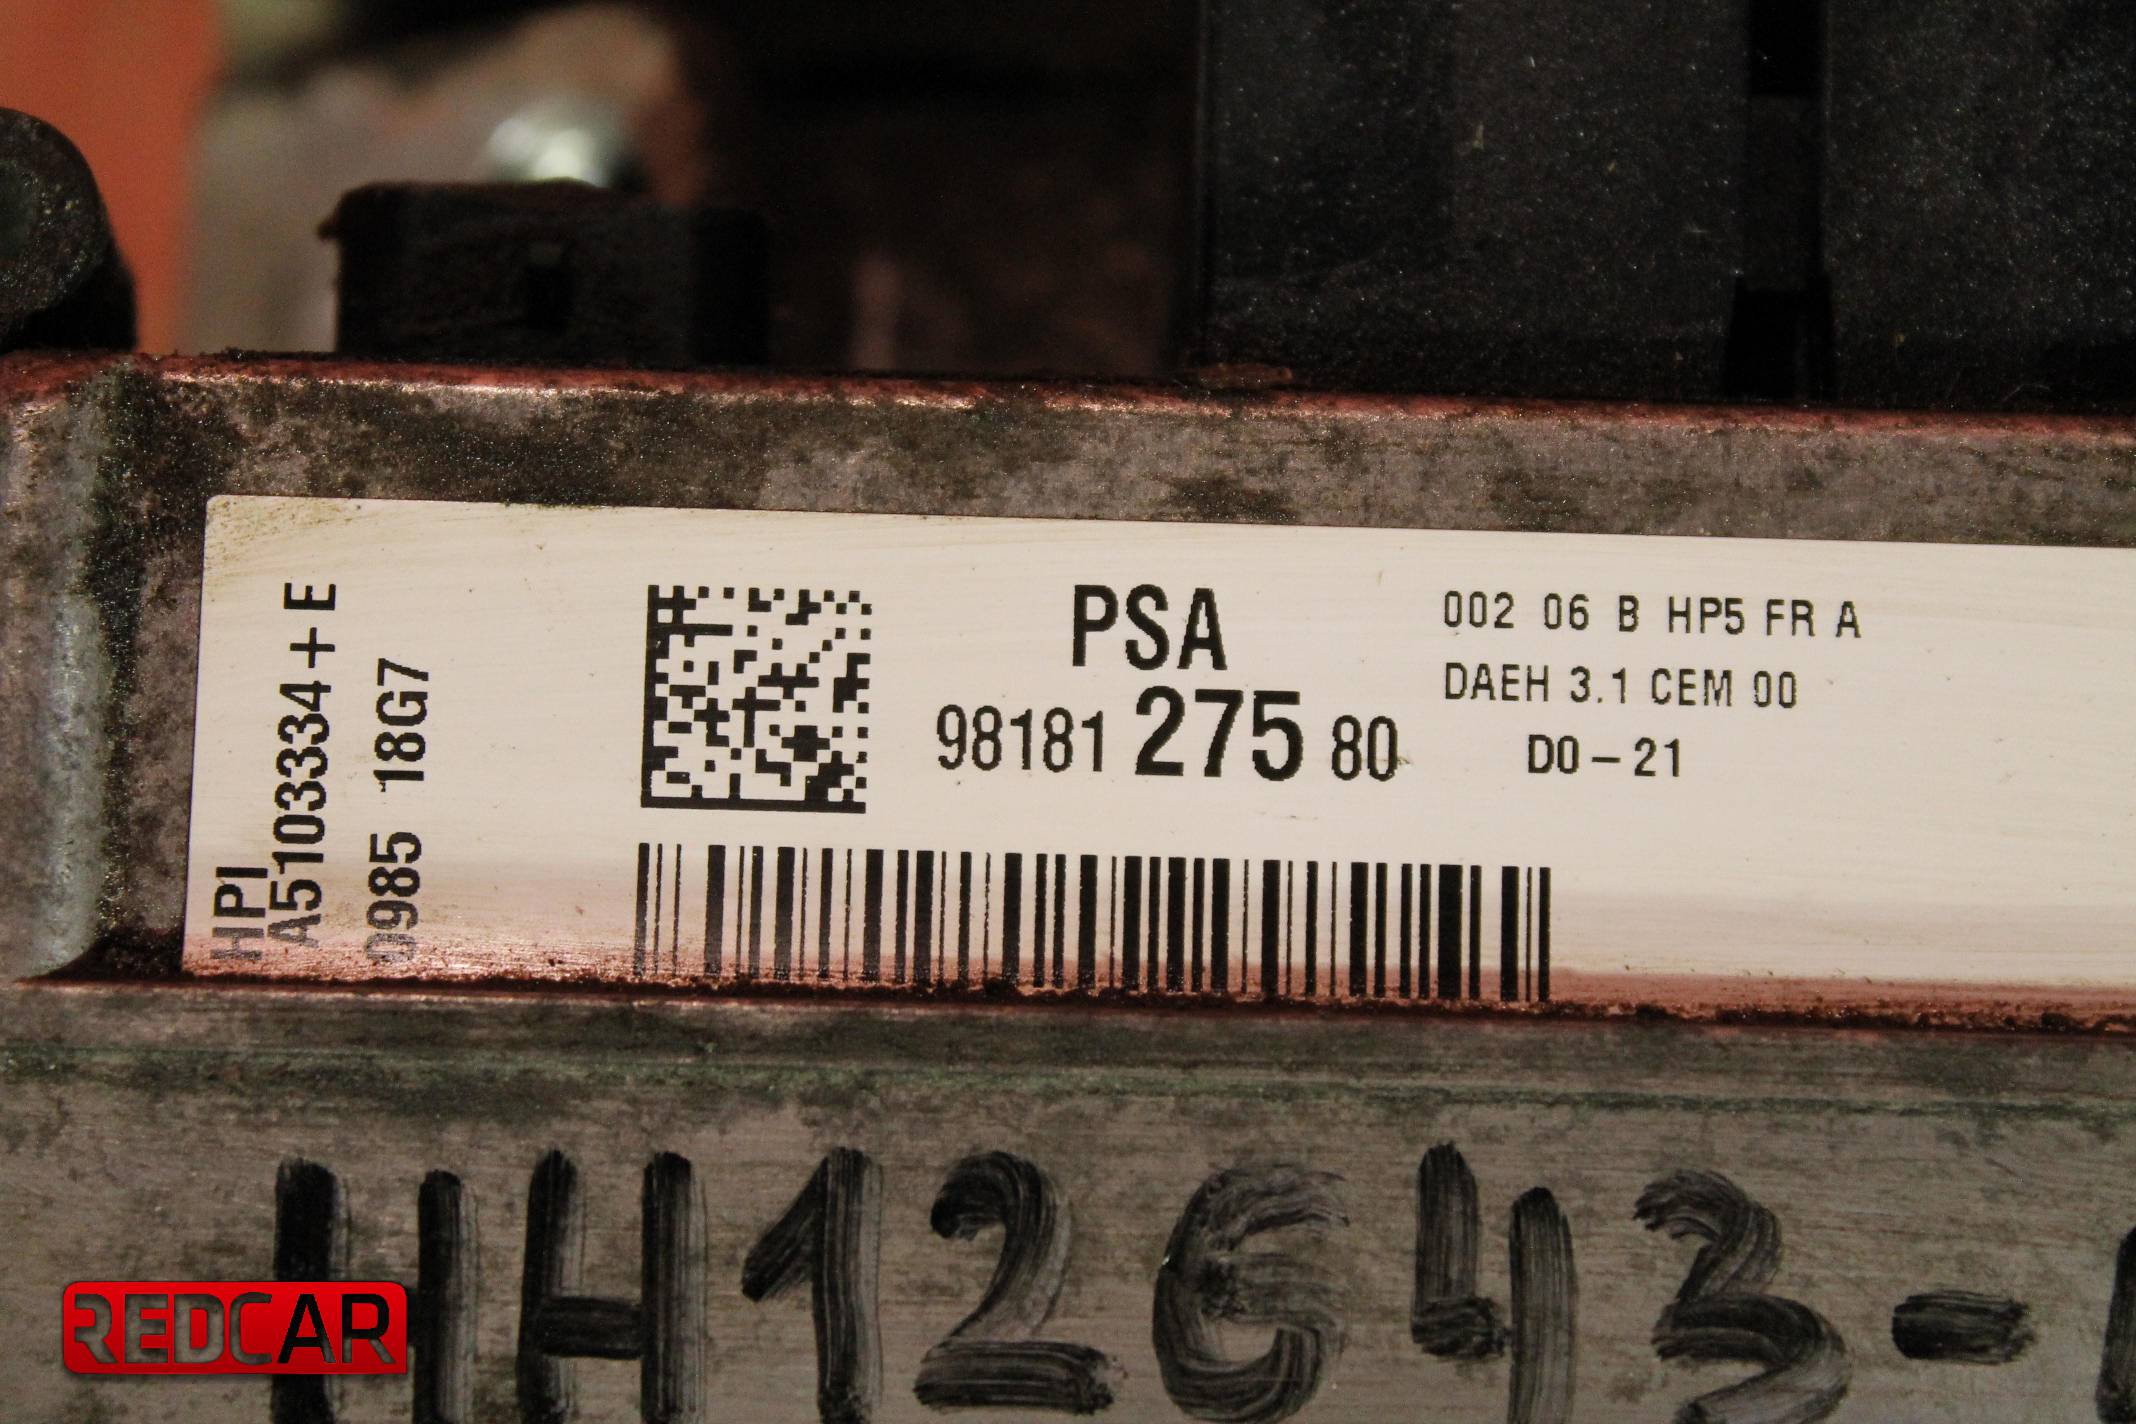 HPI
A5103334+E
0985 18G7
PSA
98181 275 80
002 06 B HP5 FR A
DAEH 3.1 CEM 00
D0-21
HH12643-
REDCAR